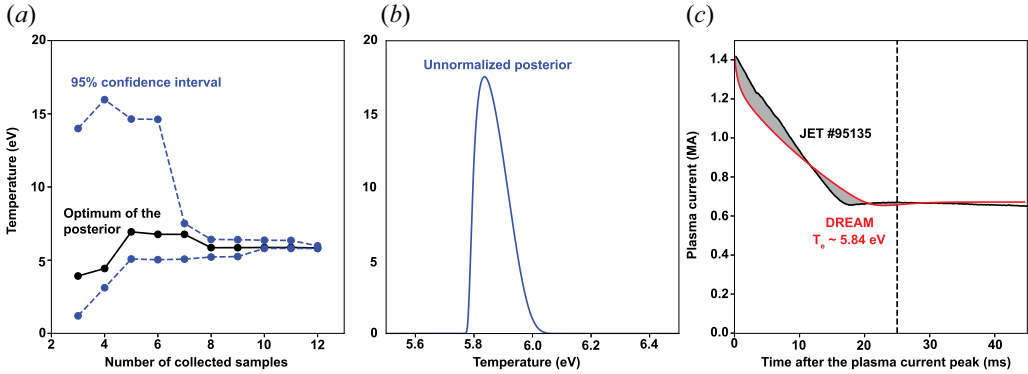 (a)
20
15
10
5
0
Temperature (eV)
95% confidence interval
Optimum of the
posterior
2
4
6
8
10
12
Number of collected samples
(b)
20
15
10
5
0
Unnormalized posterior
5.6
5.8
6.0
6.2
6.4
Temperature (eV)
(c)
1.4
1.2
1.0
0.8
0.6
0.4
0.2
0.0
Plasma current (MA)
JET #95135
DREAM
Te ~ 5.84 eV
0
10
20
30
40
Time after the plasma current peak (ms)